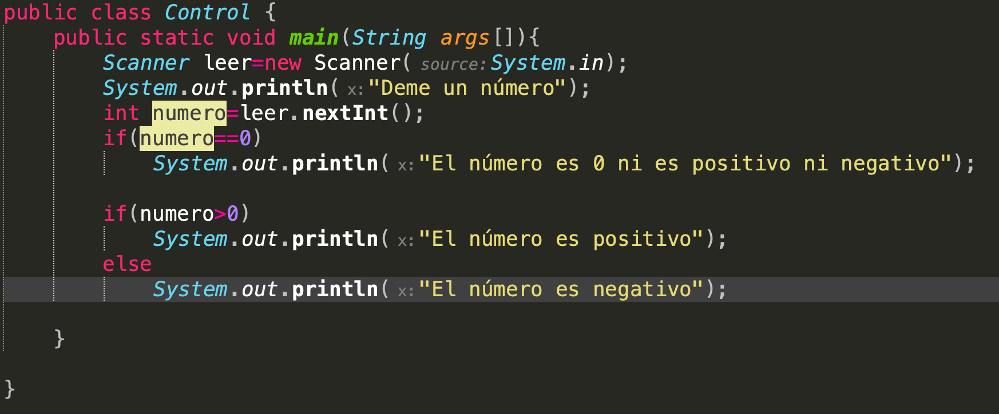 public class Control {
    public static void main(String args[]){
        Scanner leer=new Scanner( source:System.in);
        System.out.println( x:"Deme un número");
        int numero=leer.nextInt();
        if(numero==0)
            System.out.println( x:"El número es 0 ni es positivo ni negativo");
        if(numero>0)
            System.out.println( x:"El número es positivo");
        else
            System.out.println( x:"El número es negativo");
    }
}